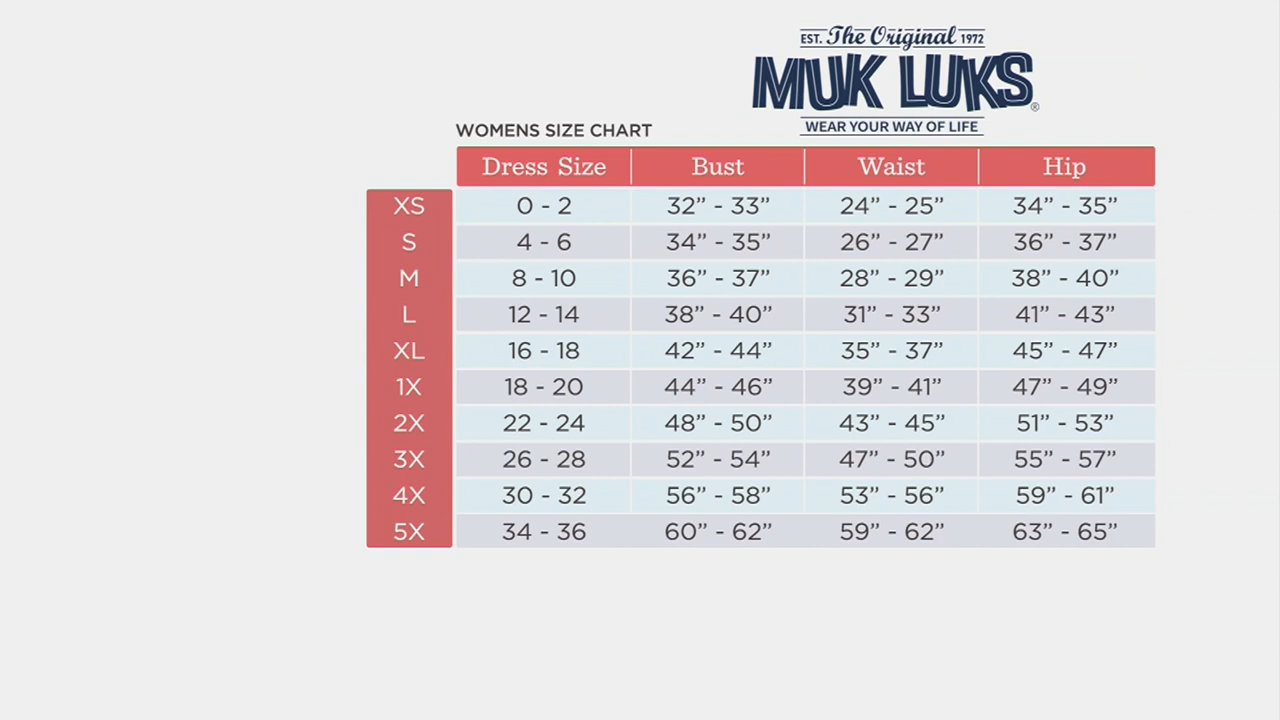 EST. The Original 1972
MUK LUKS®
WEAR YOUR WAY OF LIFE
WOMENS SIZE CHART
Dress Size Bust Waist Hip
XS 0 - 2 32” - 33” 24” - 25” 34” - 35”
S 4 - 6 34” - 35” 26” - 27” 36” - 37”
M 8 - 10 36” - 37” 28” - 29” 38” - 40”
L 12 - 14 38” - 40” 31” - 33” 41” - 43”
XL 16 - 18 42” - 44” 35” - 37” 45” - 47”
1X 18 - 20 44” - 46” 39” - 41” 47” - 49”
2X 22 - 24 48” - 50” 43” - 45” 51” - 53”
3X 26 - 28 52” - 54” 47” - 50” 55” - 57”
4X 30 - 32 56” - 58” 53” - 56” 59” - 61”
5X 34 - 36 60” - 62” 59” - 62” 63” - 65”